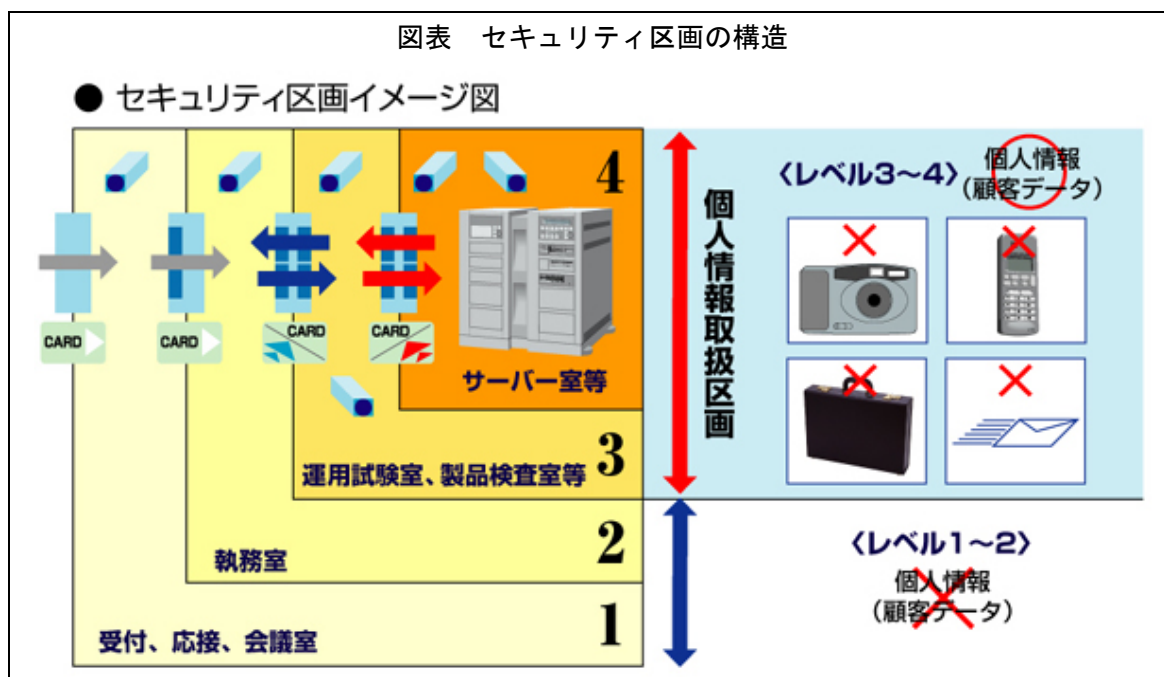 図表　セキュリティ区画の構造
● セキュリティ区画イメージ図
4
サーバー室等
3
運用試験室、製品検査室等
2
執務室
1
受付、応接、会議室
CARD
CARD
CARD
CARD
個人情報取扱区画
〈レベル3～4〉
個人情報
（顧客データ）
〈レベル1～2〉
個人情報
（顧客データ）